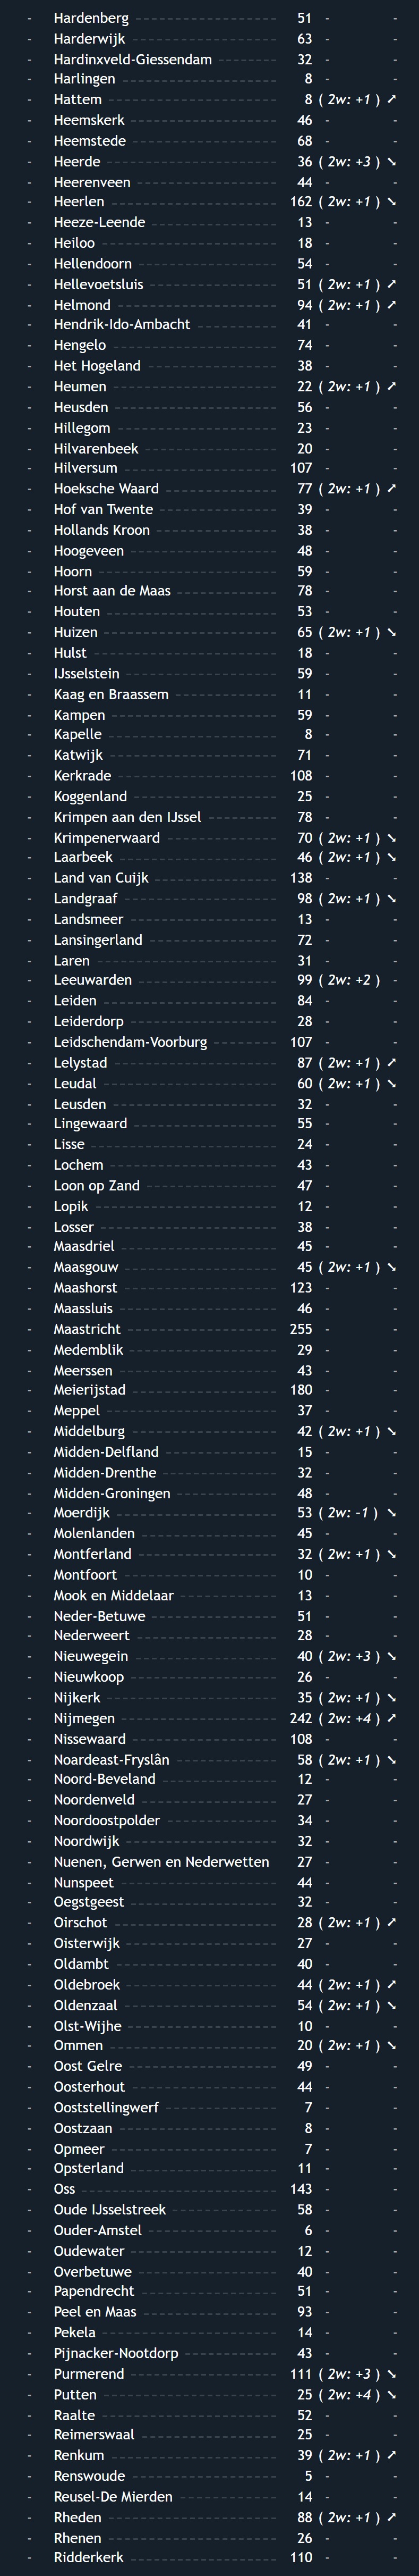 - Hardenberg 51 - -
- Harderwijk 63 - -
- Hardinxveld-Giessendam 32 - -
- Harlingen 8 - -
- Hattem 8 ( 2w: +1 ) ➚
- Heemskerk 46 - -
- Heemstede 68 - -
- Heerde 36 ( 2w: +3 ) ➘
- Heerenveen 44 - -
- Heerlen 162 ( 2w: +1 ) ➘
- Heeze-Leende 13 - -
- Heiloo 18 - -
- Hellendoorn 54 - -
- Hellevoetsluis 51 ( 2w: +1 ) ➚
- Helmond 94 ( 2w: +1 ) ➚
- Hendrik-Ido-Ambacht 41 - -
- Hengelo 74 - -
- Het Hogeland 38 - -
- Heumen 22 ( 2w: +1 ) ➚
- Heusden 56 - -
- Hillegom 23 - -
- Hilvarenbeek 20 - -
- Hilversum 107 - -
- Hoeksche Waard 77 ( 2w: +1 ) ➚
- Hof van Twente 39 - -
- Hollands Kroon 38 - -
- Hoogeveen 48 - -
- Hoorn 59 - -
- Horst aan de Maas 78 - -
- Houten 53 - -
- Huizen 65 ( 2w: +1 ) ➘
- Hulst 18 - -
- IJsselstein 59 - -
- Kaag en Braassem 11 - -
- Kampen 59 - -
- Kapelle 8 - -
- Katwijk 71 - -
- Kerkrade 108 - -
- Koggenland 25 - -
- Krimpen aan den IJssel 78 - -
- Krimpenerwaard 70 ( 2w: +1 ) ➘
- Laarbeek 46 ( 2w: +1 ) ➘
- Land van Cuijk 138 - -
- Landgraaf 98 ( 2w: +1 ) ➘
- Landsmeer 13 - -
- Lansingerland 72 - -
- Laren 31 - -
- Leeuwarden 99 ( 2w: +2 ) -
- Leiden 84 - -
- Leiderdorp 28 - -
- Leidschendam-Voorburg 107 - -
- Lelystad 87 ( 2w: +1 ) ➚
- Leudal 60 ( 2w: +1 ) ➘
- Leusden 32 - -
- Lingewaard 55 - -
- Lisse 24 - -
- Lochem 43 - -
- Loon op Zand 47 - -
- Lopik 12 - -
- Losser 38 - -
- Maasdriel 45 - -
- Maasgouw 45 ( 2w: +1 ) ➘
- Maashorst 123 - -
- Maassluis 46 - -
- Maastricht 255 - -
- Medemblik 29 - -
- Meerssen 43 - -
- Meierijstad 180 - -
- Meppel 37 - -
- Middelburg 42 ( 2w: +1 ) ➘
- Midden-Delfland 15 - -
- Midden-Drenthe 32 - -
- Midden-Groningen 48 - -
- Moerdijk 53 ( 2w: -1 ) ➘
- Molenlanden 45 - -
- Montferland 32 ( 2w: +1 ) ➘
- Montfoort 10 - -
- Mook en Middelaar 13 - -
- Neder-Betuwe 51 - -
- Nederweert 28 - -
- Nieuwegein 40 ( 2w: +3 ) ➘
- Nieuwkoop 26 - -
- Nijkerk 35 ( 2w: +1 ) ➘
- Nijmegen 242 ( 2w: +4 ) ➚
- Nissewaard 108 - -
- Noardeast-Fryslân 58 ( 2w: +1 ) ➘
- Noord-Beveland 12 - -
- Noordenveld 27 - -
- Noordoostpolder 34 - -
- Noordwijk 32 - -
- Nuenen, Gerwen en Nederwetten 27 - -
- Nunspeet 44 - -
- Oegstgeest 32 - -
- Oirschot 28 ( 2w: +1 ) ➚
- Oisterwijk 27 - -
- Oldambt 40 - -
- Oldebroek 44 ( 2w: +1 ) ➚
- Oldenzaal 54 ( 2w: +1 ) ➘
- Olst-Wijhe 10 - -
- Ommen 20 ( 2w: +1 ) ➘
- Oost Gelre 49 - -
- Oosterhout 44 - -
- Ooststellingwerf 7 - -
- Oostzaan 8 - -
- Opmeer 7 - -
- Opsterland 11 - -
- Oss 143 - -
- Oude IJsselstreek 58 - -
- Ouder-Amstel 6 - -
- Oudewater 12 - -
- Overbetuwe 40 - -
- Papendrecht 51 - -
- Peel en Maas 93 - -
- Pekela 14 - -
- Pijnacker-Nootdorp 43 - -
- Purmerend 111 ( 2w: +3 ) ➘
- Putten 25 ( 2w: +4 ) ➘
- Raalte 52 - -
- Reimerswaal 25 - -
- Renkum 39 ( 2w: +1 ) ➚
- Renswoude 5 - -
- Reusel-De Mierden 14 - -
- Rheden 88 ( 2w: +1 ) ➚
- Rhenen 26 - -
- Ridderkerk 110 - -